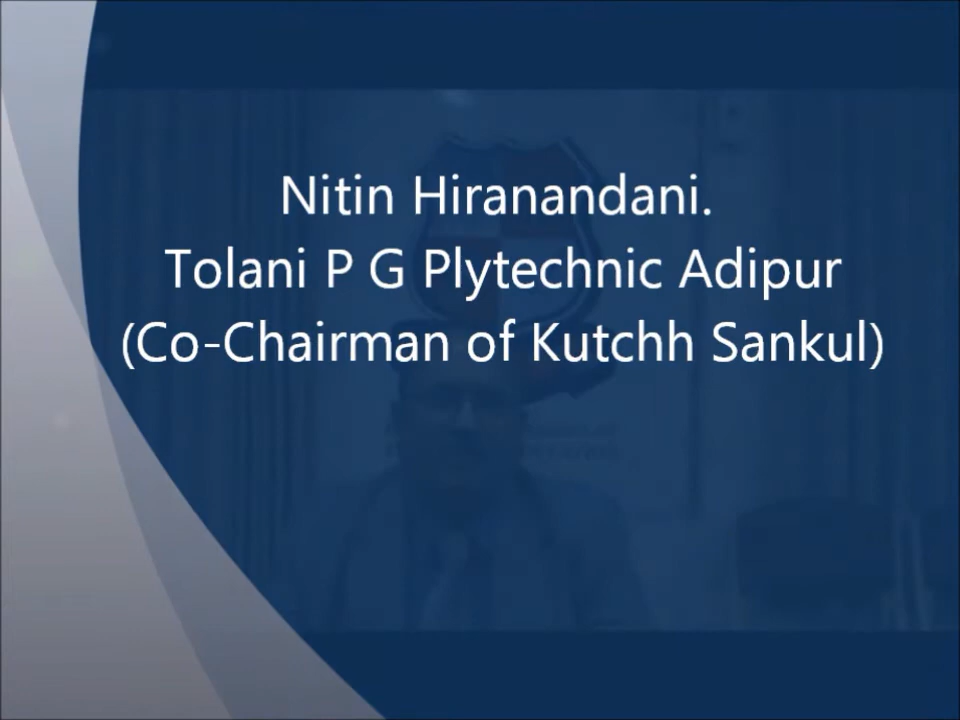 Nitin Hiranandani.
Tolani P G Plytechnic Adipur
(Co-Chairman of Kutchh Sankul)